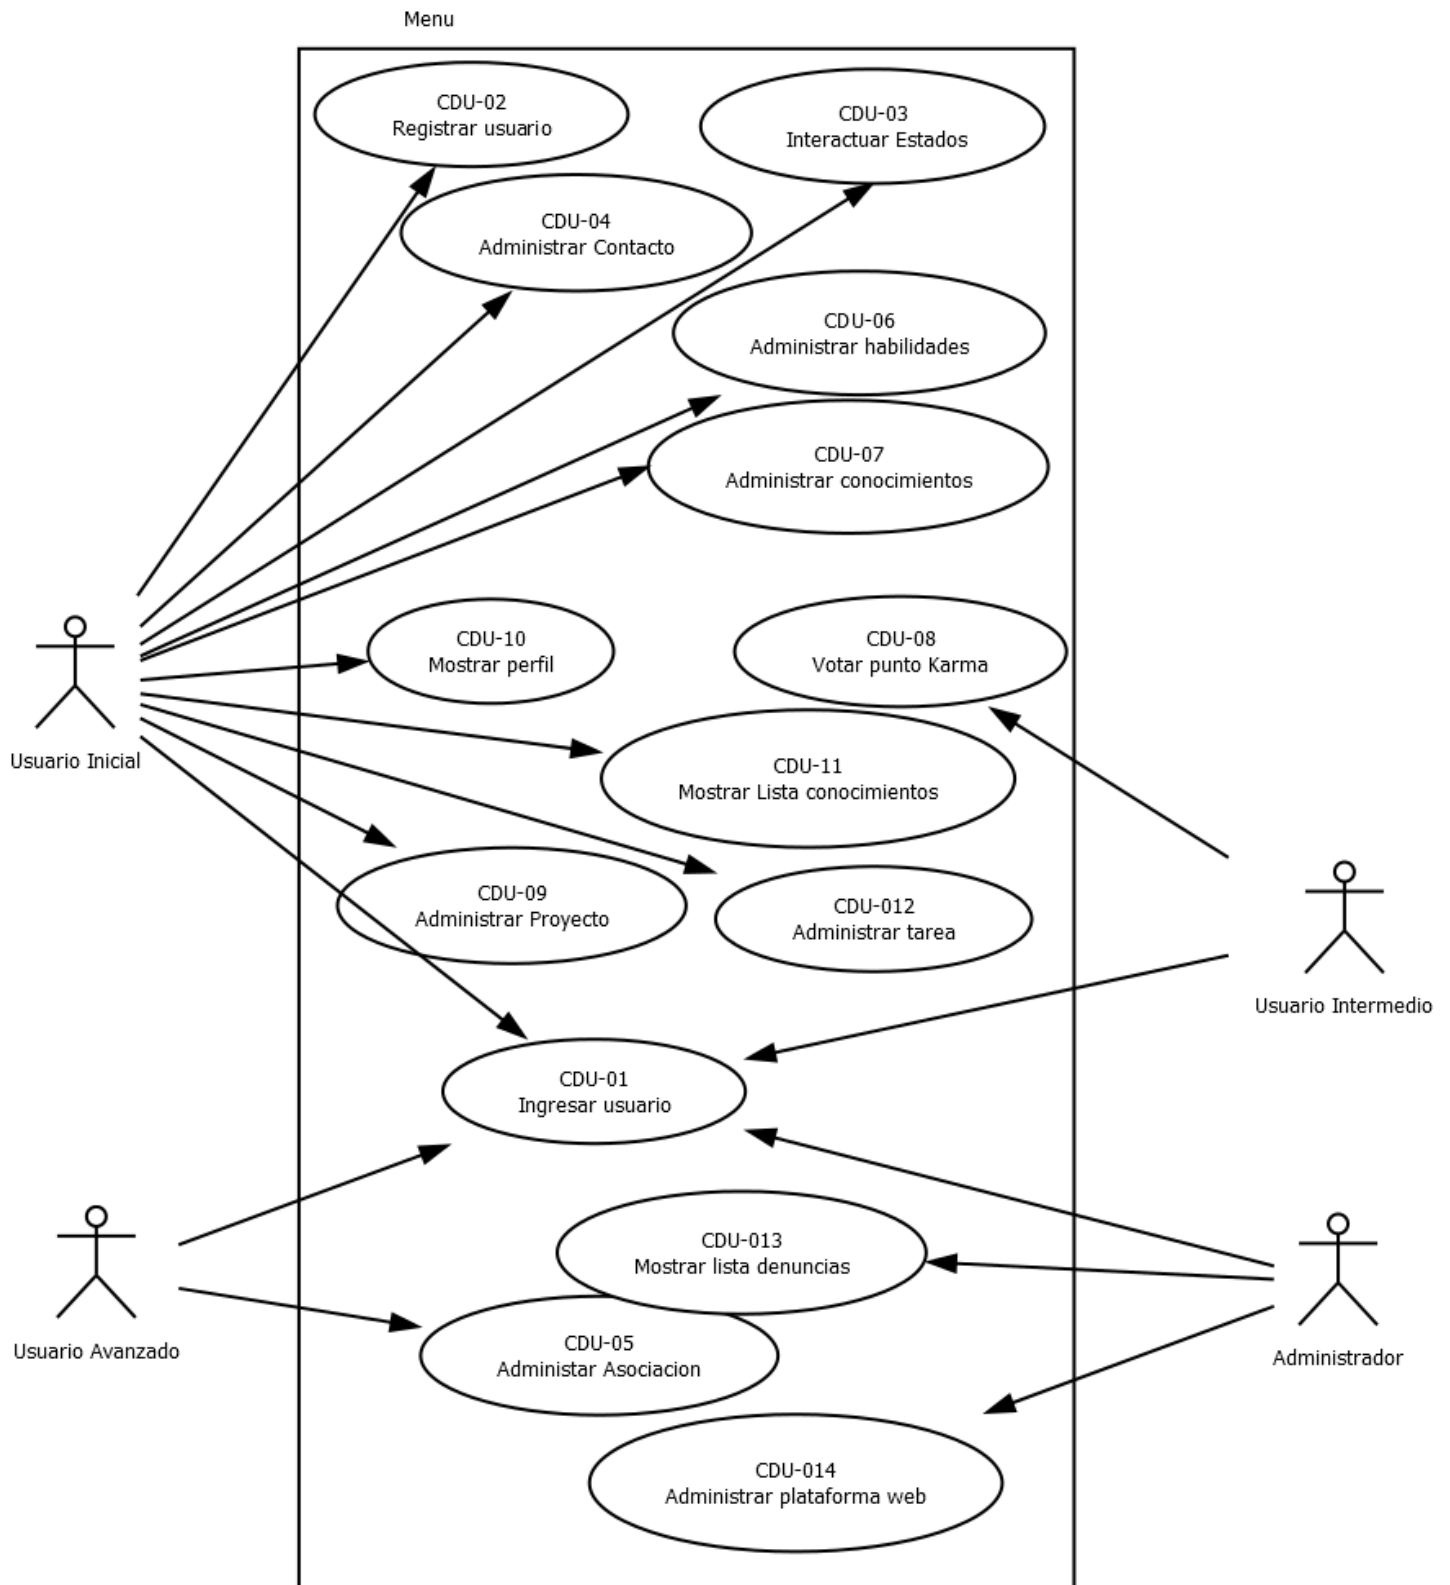 Menu
CDU-02
Registrar usuario
CDU-03
Interactuar Estados
CDU-04
Administrar Contacto
CDU-06
Administrar habilidades
CDU-07
Administrar conocimientos
CDU-10
Mostrar perfil
CDU-08
Votar punto Karma
Usuario Inicial
CDU-11
Mostrar Lista conocimientos
CDU-09
Administrar Proyecto
CDU-012
Administrar tarea
Usuario Intermedio
CDU-01
Ingresar usuario
CDU-013
Mostrar lista denuncias
Usuario Avanzado
CDU-05
Administar Asociacion
Administrador
CDU-014
Administrar plataforma web